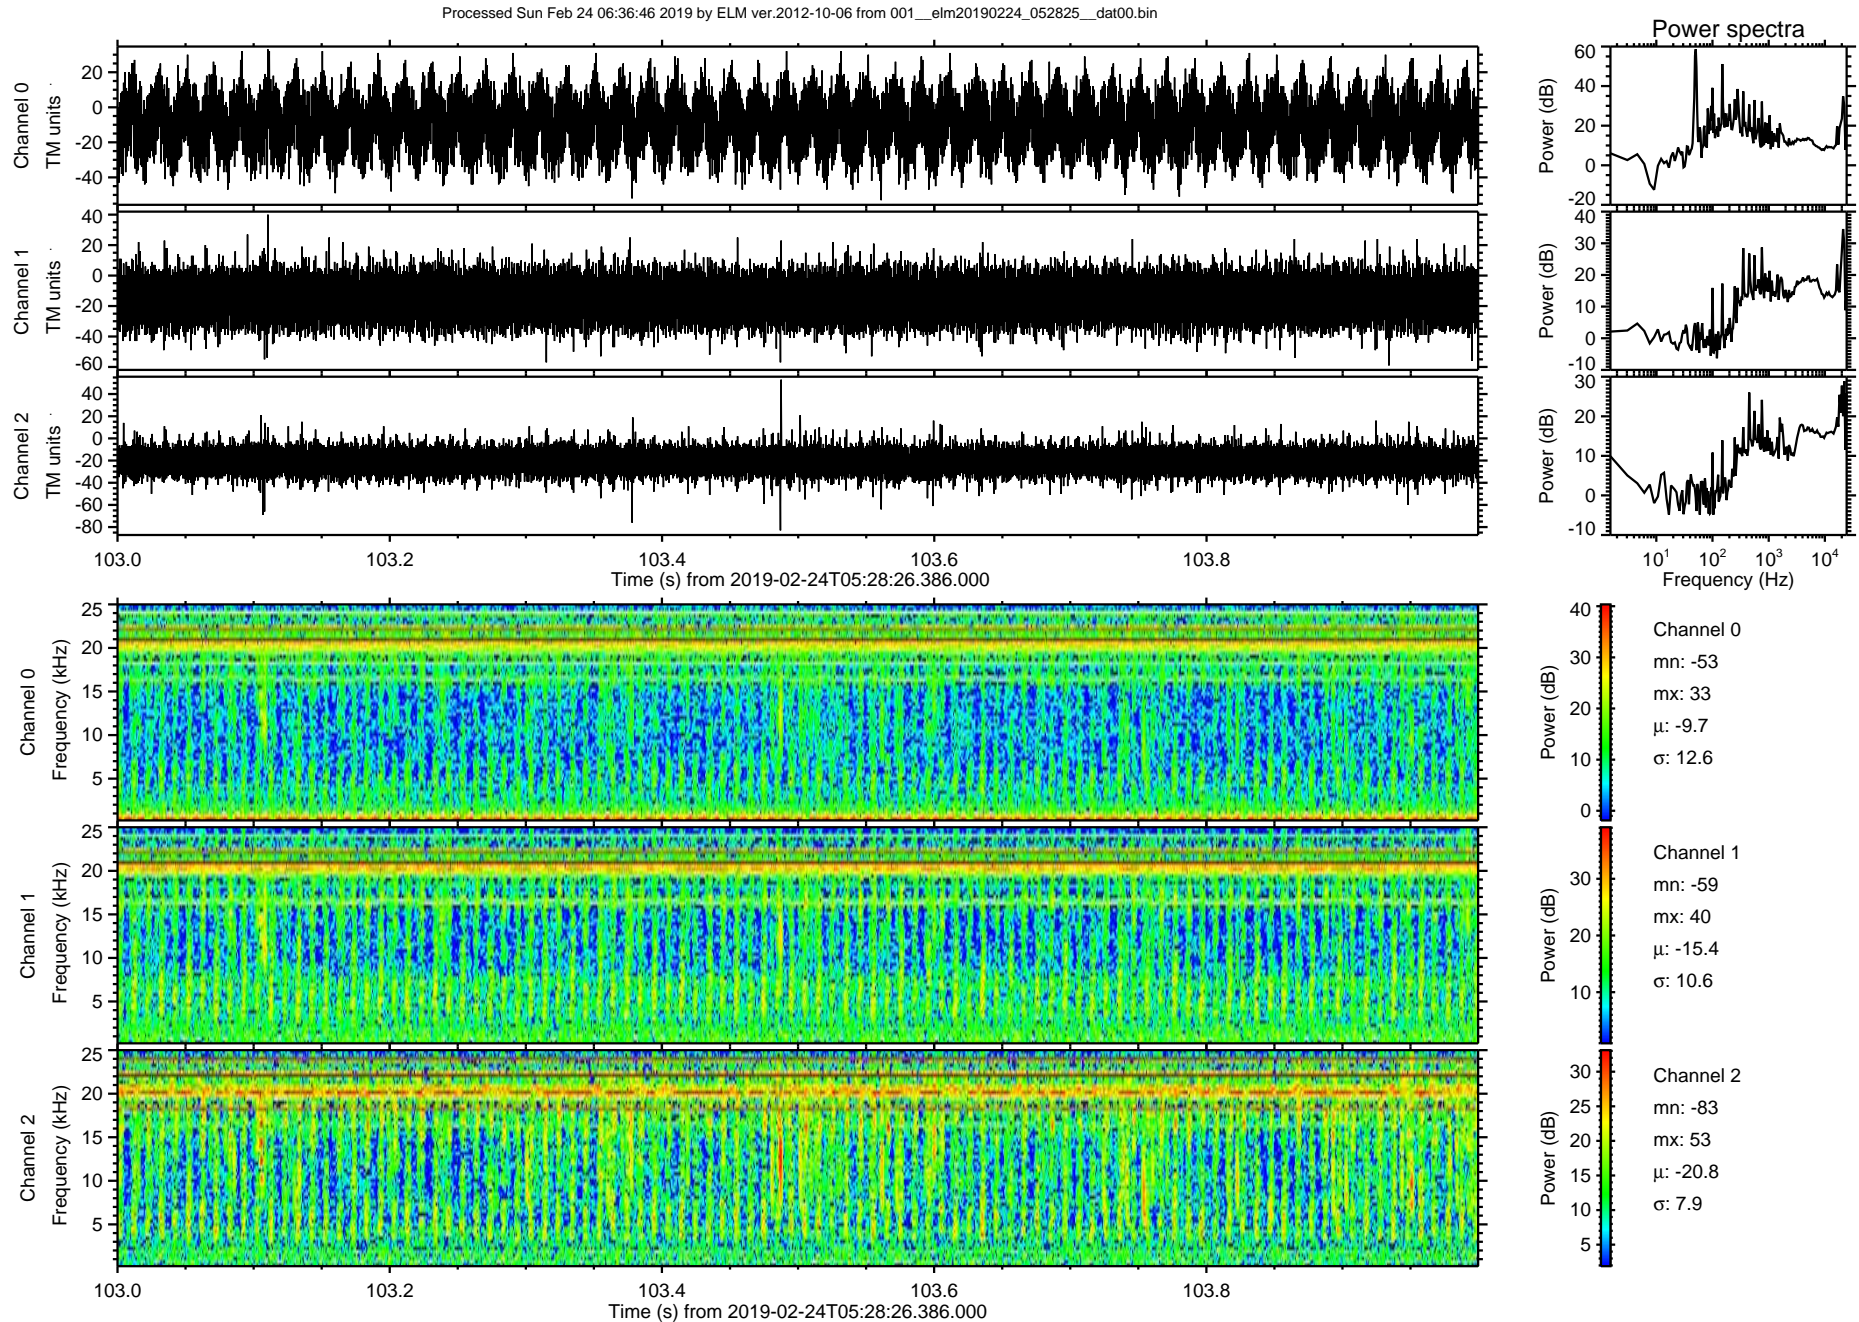 Processed Sun Feb 24 06:36:46 2019 by ELM ver.2012-10-06 from 001__elm20190224_052825__dat00.bin
Power spectra
Channel 0
TM units
20
0
-20
-40
Power (dB)
60
40
20
0
-20
Channel 1
TM units
40
20
0
-20
-40
-60
Power (dB)
40
30
20
10
0
-10
Channel 2
TM units
40
20
0
-20
-40
-60
-80
Power (dB)
30
20
10
0
-10
103.0 103.2 103.4 103.6 103.8
Time (s) from 2019-02-24T05:28:26.386.000
10¹ 10² 10³ 10⁴
Frequency (Hz)
Channel 0
Frequency (kHz)
25
20
15
10
5
Power (dB)
40
30
20
10
0
Channel 0
mn: -53
mx: 33
μ: -9.7
σ: 12.6
Channel 1
Frequency (kHz)
25
20
15
10
5
Power (dB)
30
20
10
Channel 1
mn: -59
mx: 40
μ: -15.4
σ: 10.6
Channel 2
Frequency (kHz)
25
20
15
10
5
Power (dB)
30
25
20
15
10
5
Channel 2
mn: -83
mx: 53
μ: -20.8
σ: 7.9
103.0 103.2 103.4 103.6 103.8
Time (s) from 2019-02-24T05:28:26.386.000